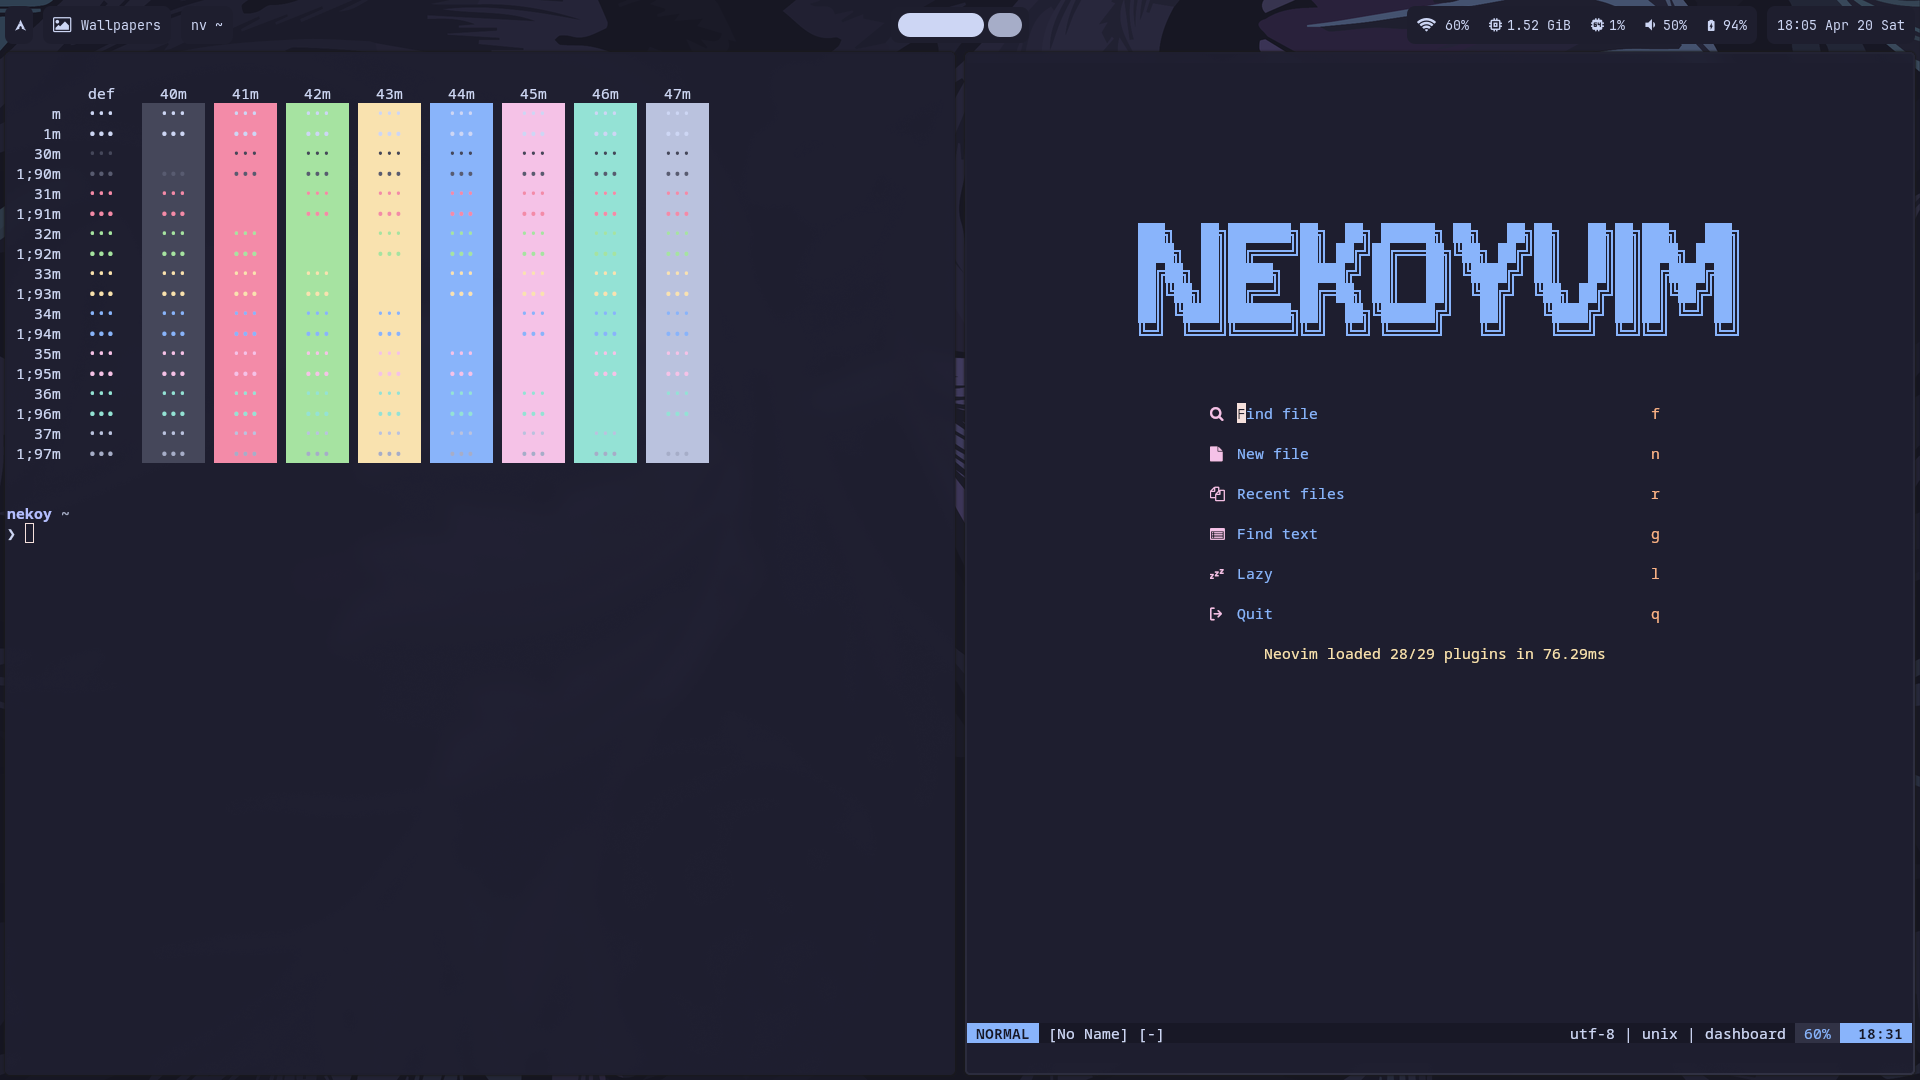 Wallpapers
nv ~
60%
1.52 GiB
1%
50%
94%
18:05 Apr 20 Sat
def 40m 41m 42m 43m 44m 45m 46m 47m
m
1m
30m
1;90m
31m
1;91m
32m
1;92m
33m
1;93m
34m
1;94m
35m
1;95m
36m
1;96m
37m
1;97m
nekoy ~
❯
NEKOYVIM
Find file f
New file n
Recent files r
Find text g
Lazy l
Quit q
Neovim loaded 28/29 plugins in 76.29ms
NORMAL [No Name] [-] utf-8 | unix | dashboard 60% 18:31